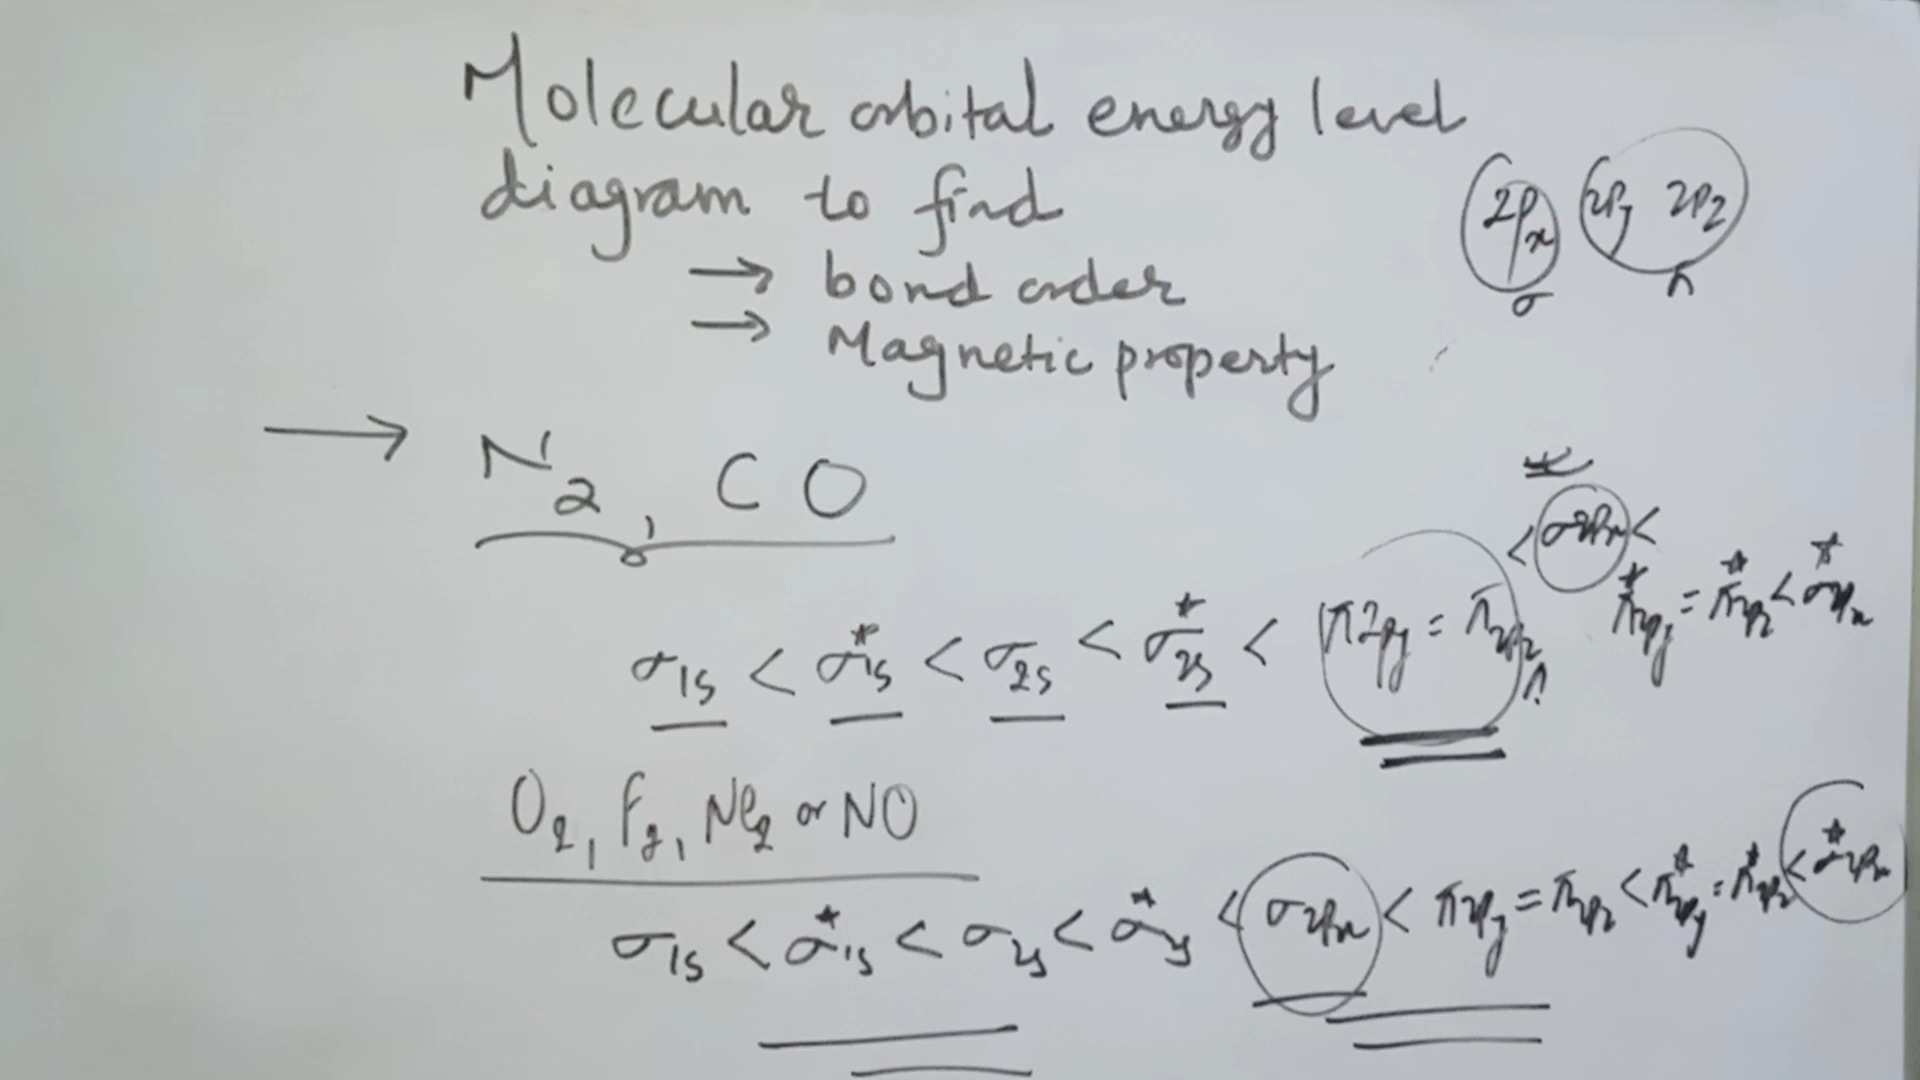 Molecular orbital energy level
diagram to find
→ bond order
→ Magnetic property
2px 2py 2pz
σ π
→ N2, CO
σ1s < σ*1s < σ2s < σ*2s < π2py = π2pz < σ2px < π*2py = π*2pz < σ*2px
O2, F2, Ne2 or NO
σ1s < σ*1s < σ2s < σ*2s < σ2px < π2py = π2pz < π*2py = π*2pz < σ*2px